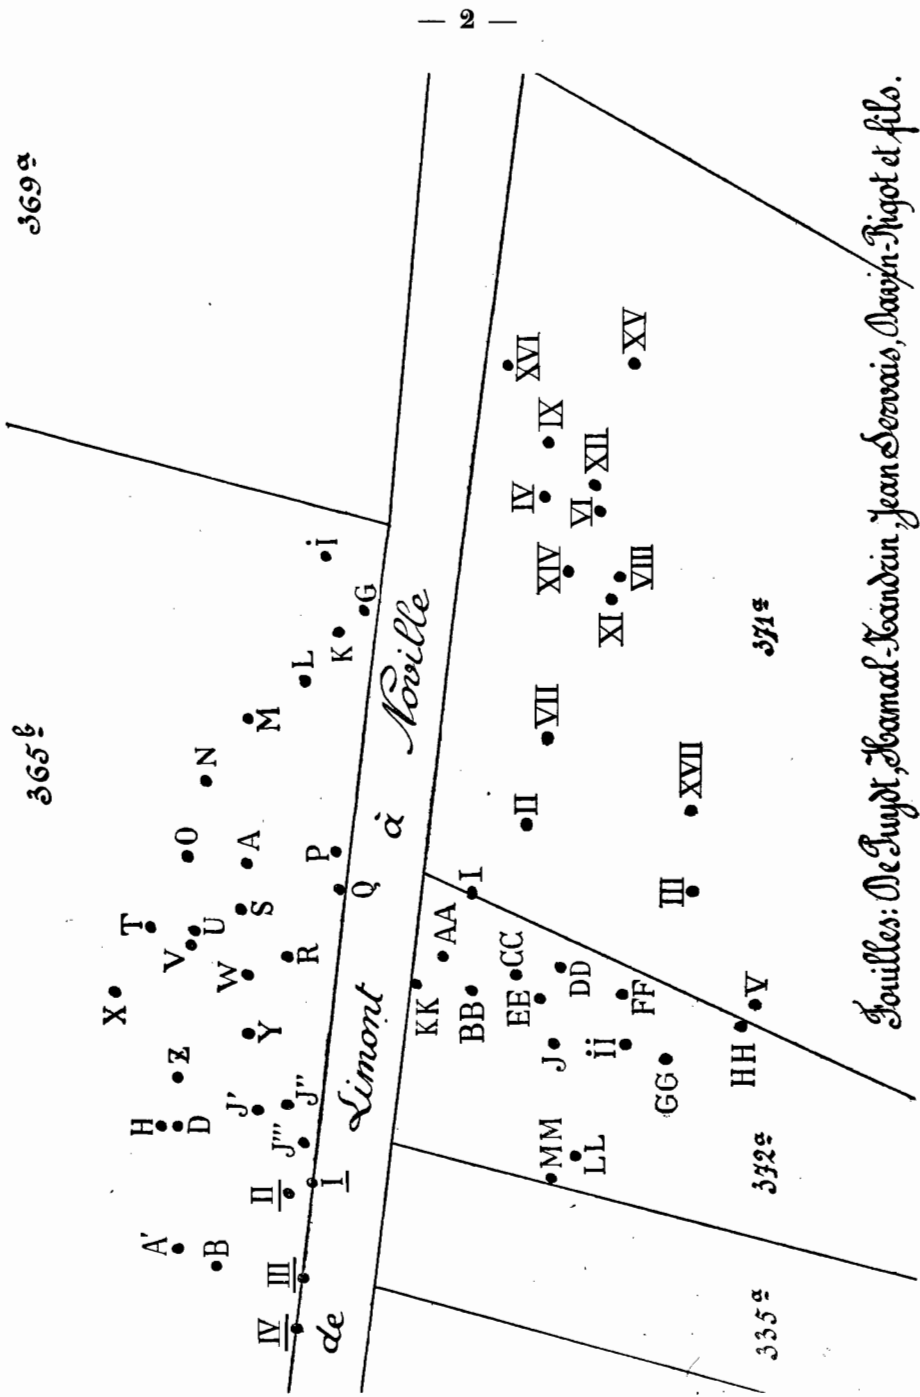 — 2 —
369ª
365ᵇ
X
T
O
N
V
U
A
M
L
K
İ
G
H
Z
W
S
D
Y
R
P
J'
J"
Q
A'
J'''
B
II
I
III
IV
de Limont à Noville
KK
AA
I
II
VII
XIV
IV
IX
XVI
BB
CC
EE
DD
J
FF
ii
GG
MM
LL
HH
V
III
XVII
XI
VIII
VI
XII
XV
371ª
372ª
335ª
Fouilles: De Puydt, Hamal-Nandrin, Jean Servais, Davin-Rigot et fils.